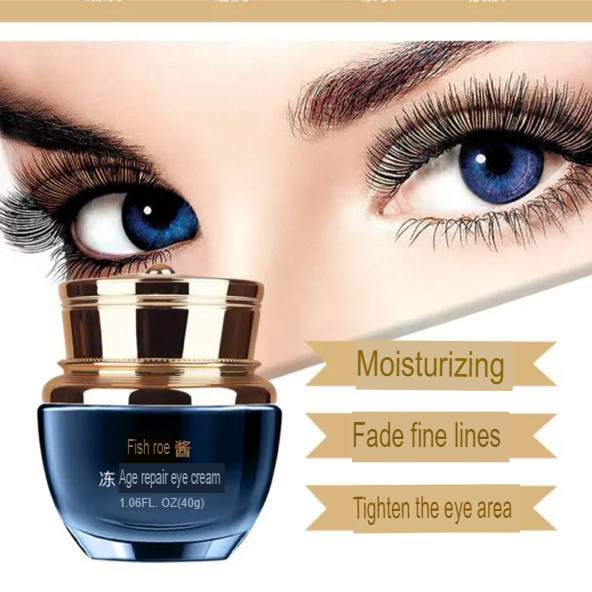 Moisturizing
Fade fine lines
Tighten the eye area
Fish roe 酱
冻 Age repair eye cream
1.06FL. OZ(40g)